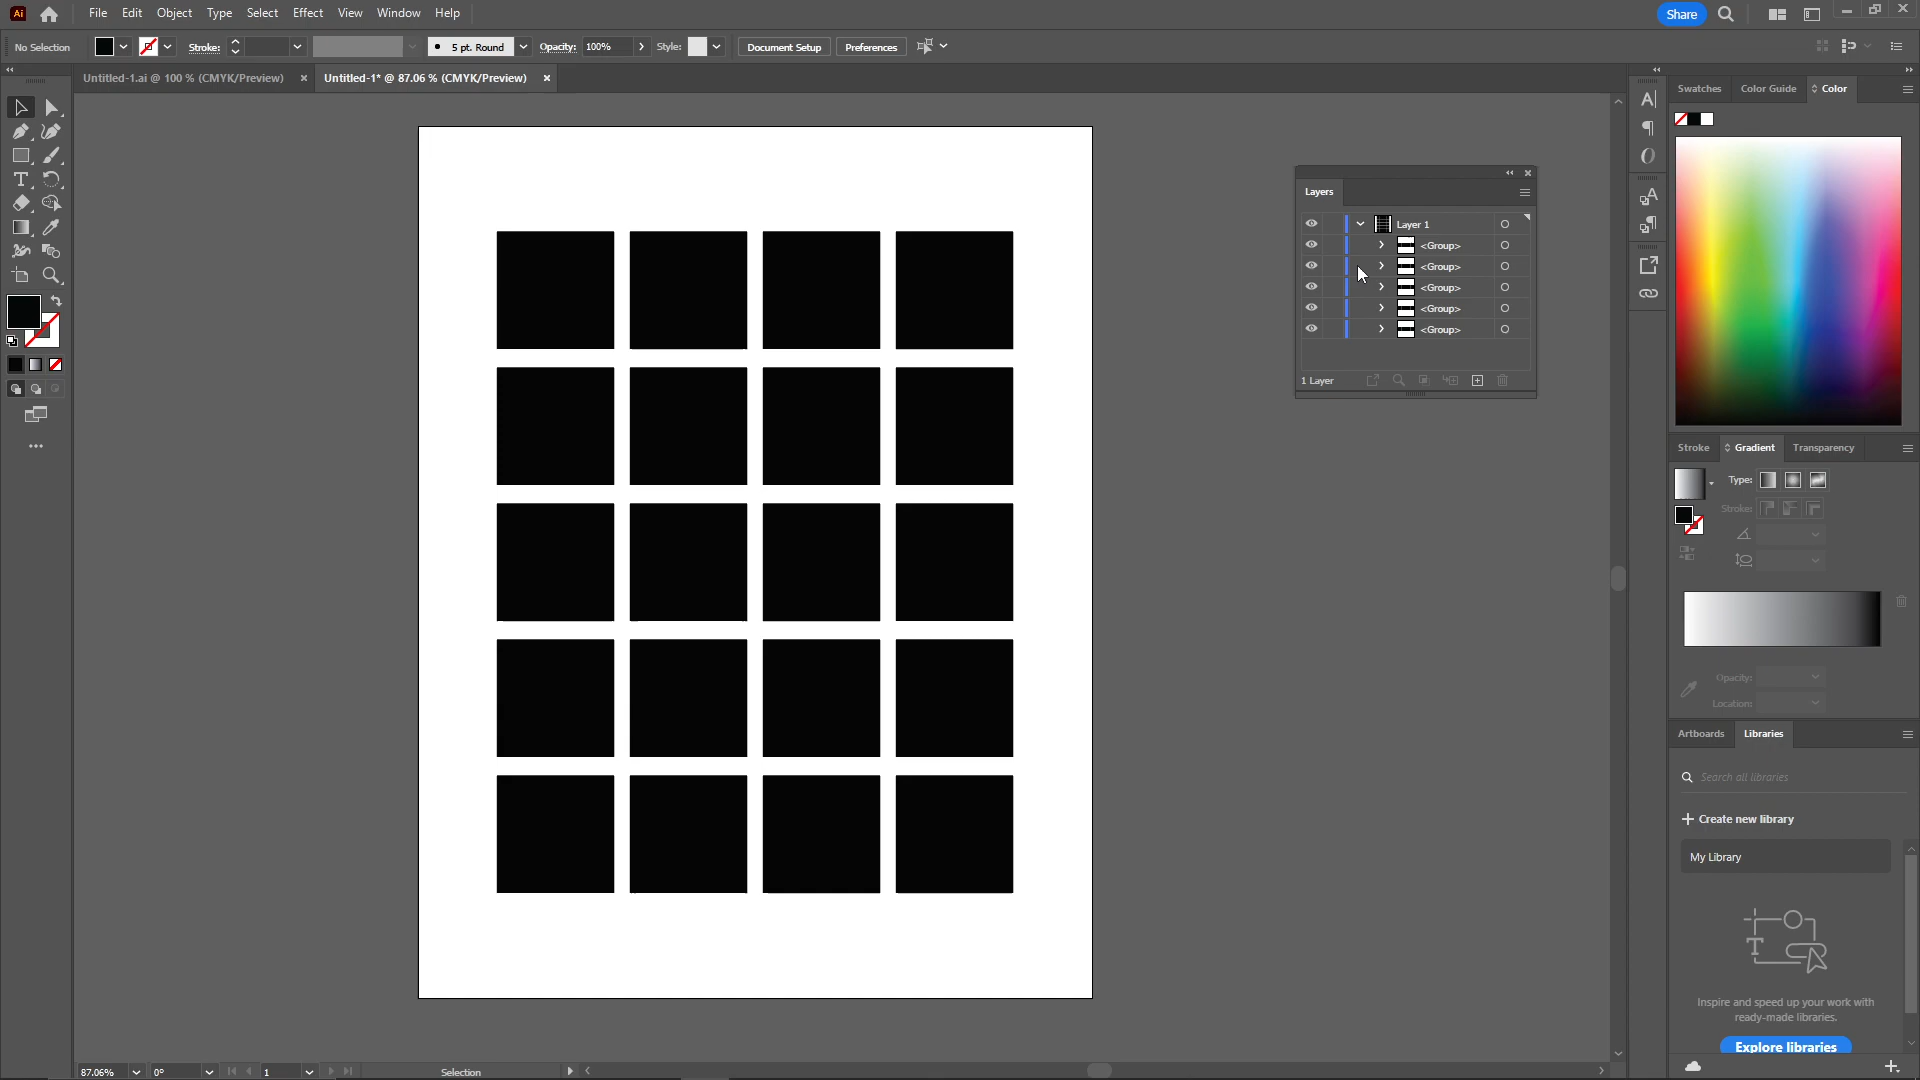 Ai File Edit Object Type Select Effect View Window Help Share
No Selection Stroke: 5 pt. Round Opacity: 100% Style: Document Setup Preferences
Untitled-1.ai @ 100 % (CMYK/Preview) × Untitled-1* @ 87.06 % (CMYK/Preview) ×
Swatches Color Guide Color
Layers
Layer 1
<Group>
<Group>
<Group>
<Group>
<Group>
1 Layer
Stroke Gradient Transparency
Type:
Stroke:
Opacity:
Location:
Artboards Libraries
Search all libraries
Create new library
My Library
Inspire and speed up your work with
ready-made libraries.
Explore libraries
87.06% 0° 1 Selection